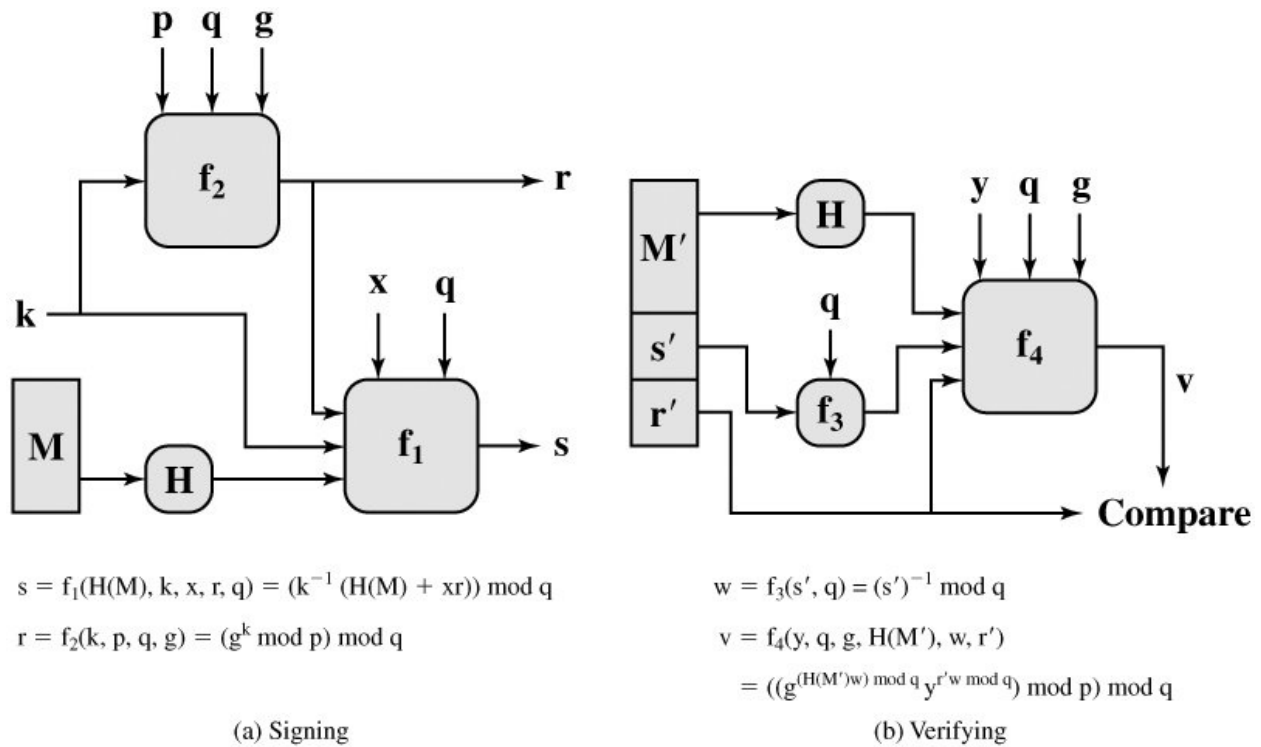 p q g
f₂
r
k
x q
M
H
f₁
s
s = f₁(H(M), k, x, r, q) = (k⁻¹ (H(M) + xr)) mod q
r = f₂(k, p, q, g) = (gᵏ mod p) mod q
(a) Signing
M′
s′
r′
H
q
f₃
y q g
f₄
v
Compare
w = f₃(s′, q) = (s′)⁻¹ mod q
v = f₄(y, q, g, H(M′), w, r′)
= ((g^(H(M′)w) mod q y^r′w mod q) mod p) mod q
(b) Verifying